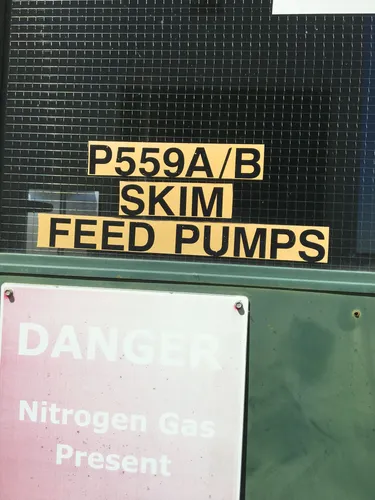 P559A/B
SKIM
FEED PUMPS
DANGER
Nitrogen Gas
Present